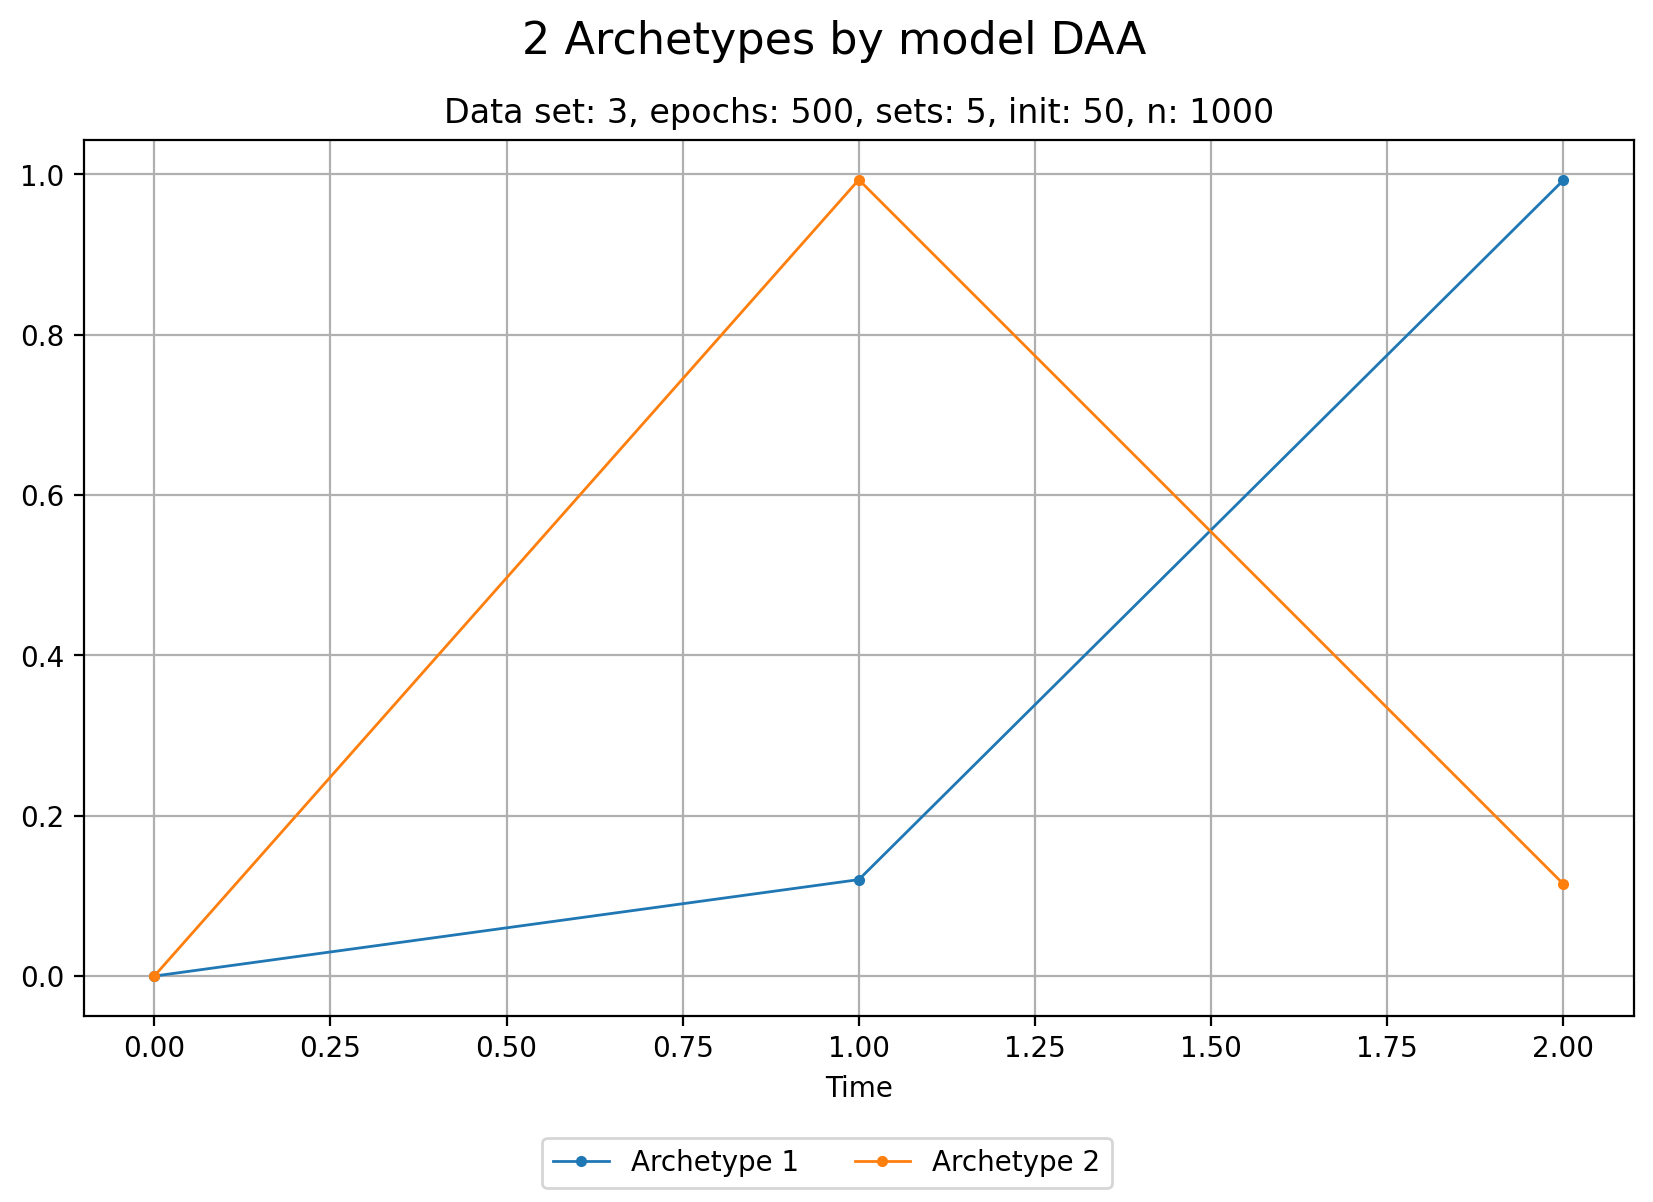 2 Archetypes by model DAA
Data set: 3, epochs: 500, sets: 5, init: 50, n: 1000
1.0
0.8
0.6
0.4
0.2
0.0
0.00 0.25 0.50 0.75 1.00 1.25 1.50 1.75 2.00
Time
Archetype 1 Archetype 2